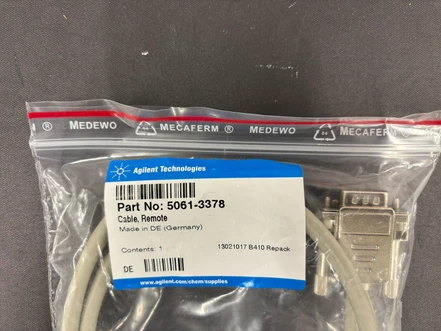 ® MEDEWO MECAFERM ® MEDEWO MECAFERM
Agilent Technologies
Part No: 5061-3378
Cable, Remote
Made in DE (Germany)
Contents: 1
13021017 B410 Repack
DE
www.agilent.com/chem/supplies